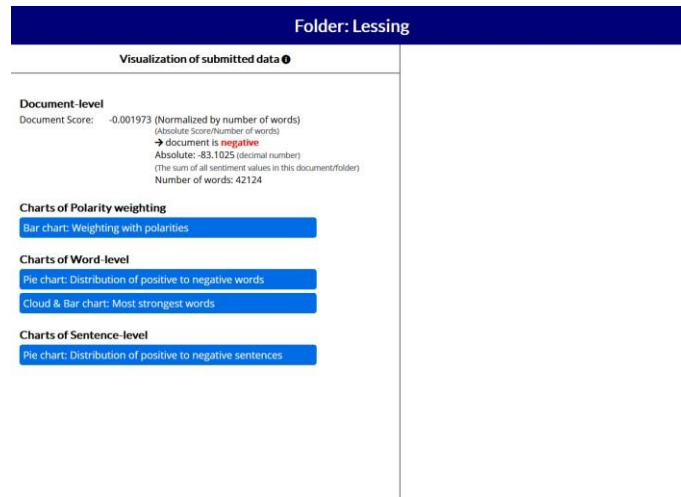 Folder: Lessing
Visualization of submitted data
Document-level
Document Score: -0.001973 (Normalized by number of words)
(Absolute Score/Number of words)
→ document is negative
Absolute: -83.1025 (decimal number)
(The sum of all sentiment values in this document/folder)
Number of words: 42124
Charts of Polarity weighting
Bar chart: Weighting with polarities
Charts of Word-level
Pie chart: Distribution of positive to negative words
Cloud & Bar chart: Most strongest words
Charts of Sentence-level
Pie chart: Distribution of positive to negative sentences